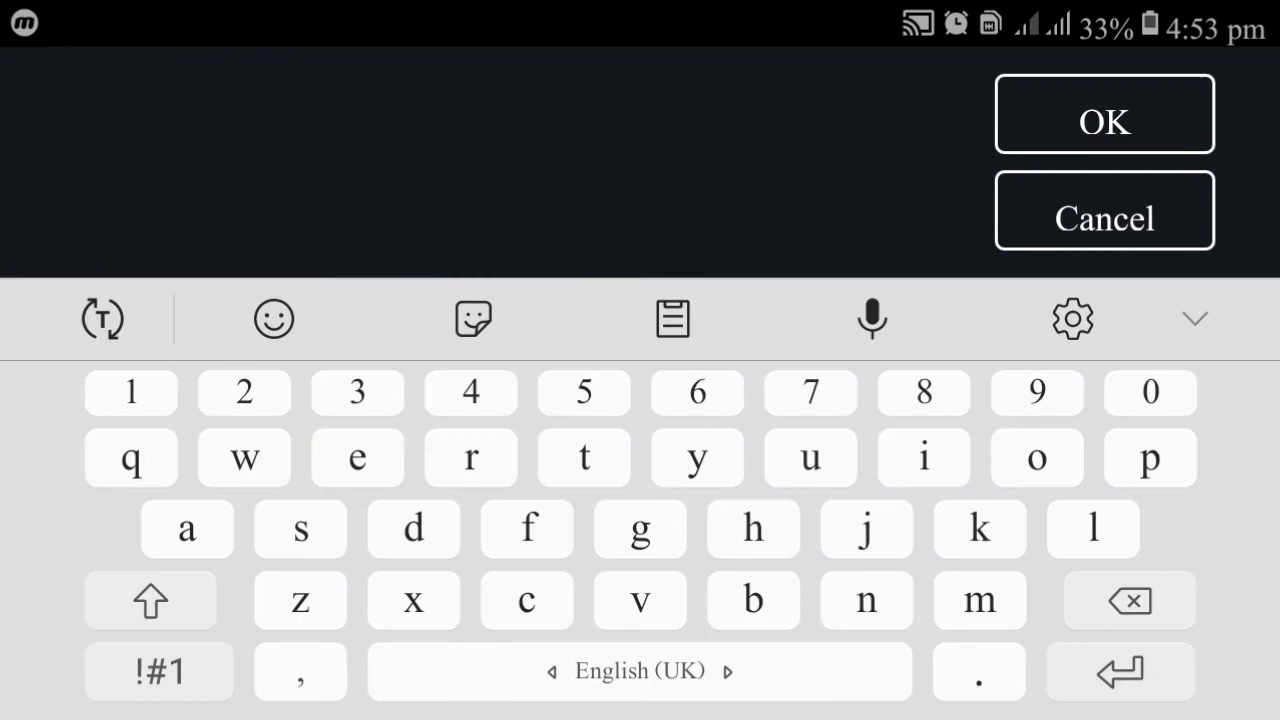 33% 4:53 pm
OK
Cancel
T
1 2 3 4 5 6 7 8 9 0
q w e r t y u i o p
a s d f g h j k l
z x c v b n m
!#1 , English (UK) .